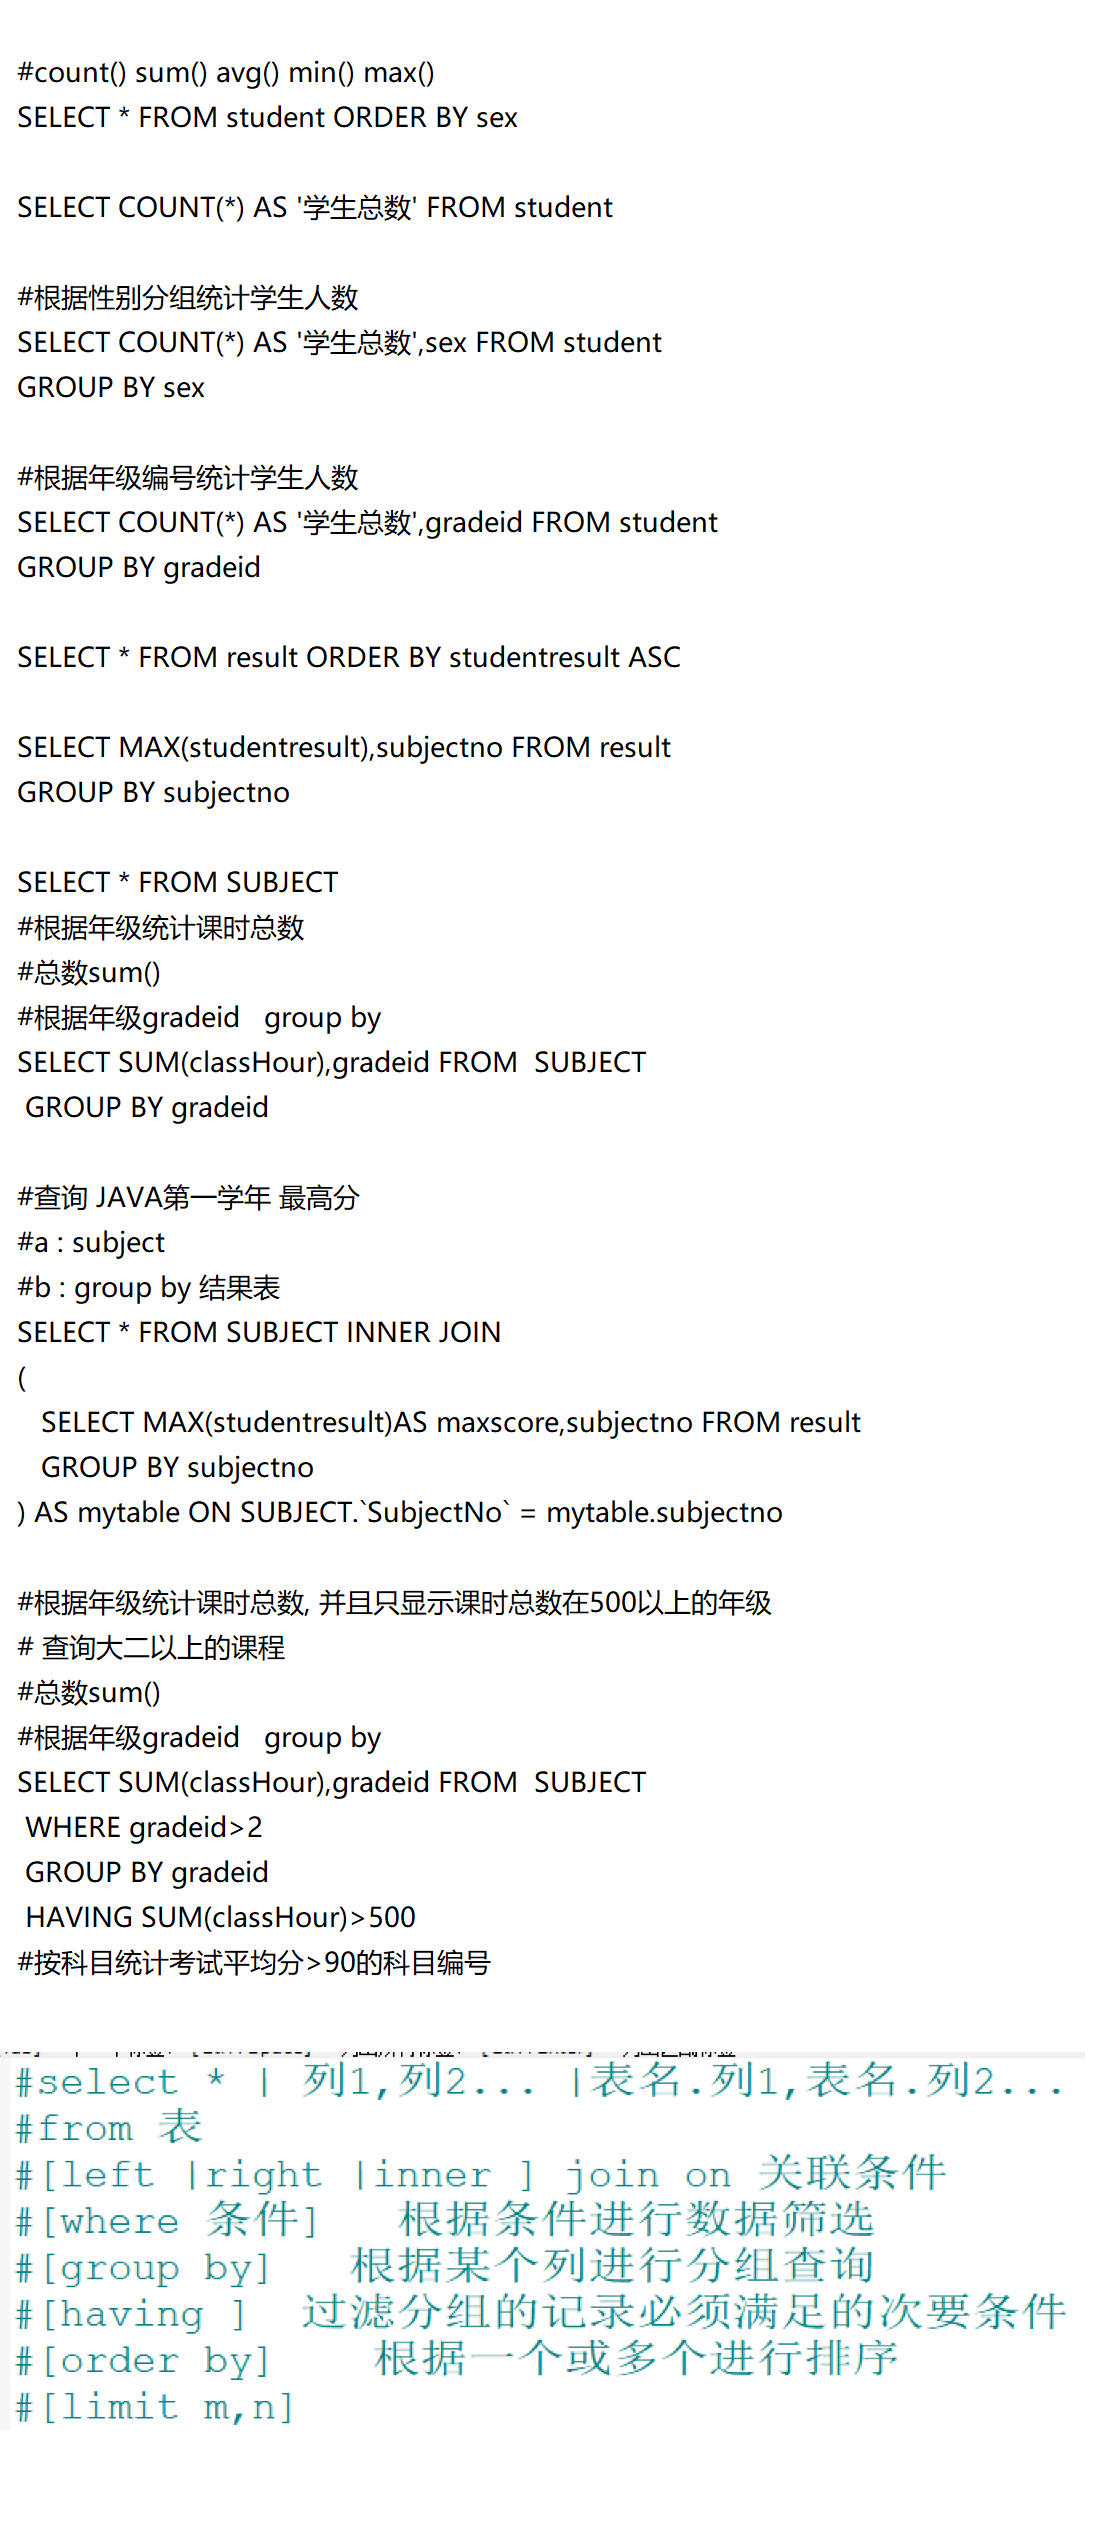 #count() sum() avg() min() max()
SELECT * FROM student ORDER BY sex
SELECT COUNT(*) AS '学生总数' FROM student
#根据性别分组统计学生人数
SELECT COUNT(*) AS '学生总数',sex FROM student
GROUP BY sex
#根据年级编号统计学生人数
SELECT COUNT(*) AS '学生总数',gradeid FROM student
GROUP BY gradeid
SELECT * FROM result ORDER BY studentresult ASC
SELECT MAX(studentresult),subjectno FROM result
GROUP BY subjectno
SELECT * FROM SUBJECT
#根据年级统计课时总数
#总数sum()
#根据年级gradeid   group by
SELECT SUM(classHour),gradeid FROM  SUBJECT
 GROUP BY gradeid
#查询 JAVA第一学年 最高分
#a : subject
#b : group by 结果表
SELECT * FROM SUBJECT INNER JOIN
(
   SELECT MAX(studentresult)AS maxscore,subjectno FROM result
   GROUP BY subjectno
) AS mytable ON SUBJECT.`SubjectNo` = mytable.subjectno
#根据年级统计课时总数, 并且只显示课时总数在500以上的年级
# 查询大二以上的课程
#总数sum()
#根据年级gradeid   group by
SELECT SUM(classHour),gradeid FROM  SUBJECT
 WHERE gradeid>2
 GROUP BY gradeid
 HAVING SUM(classHour)>500
#按科目统计考试平均分>90的科目编号
#select * | 列1,列2... |表名.列1,表名.列2...
#from 表
#[left |right |inner ] join on 关联条件
#[where 条件]   根据条件进行数据筛选
#[group by]   根据某个列进行分组查询
#[having ]  过滤分组的记录必须满足的次要条件
#[order by]    根据一个或多个进行排序
#[limit m,n]